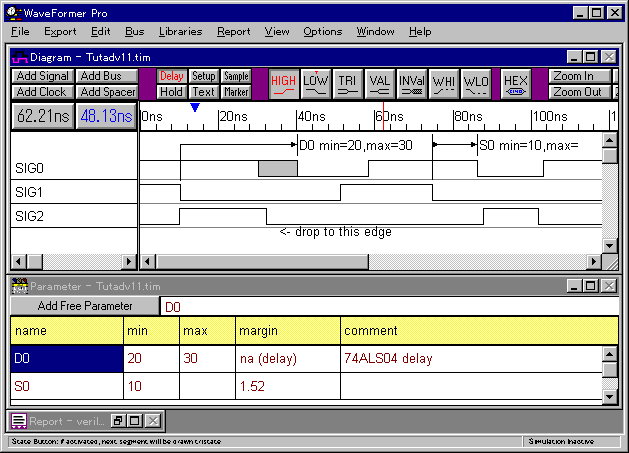 WaveFormer Pro
File Export Edit Bus Libraries Report View Options Window Help
Diagram - Tutadv11.tim
Add Signal Add Bus Delay Setup Sample HIGH LOW TRI VAL INVal WHI WLO HEX Zoom In
Add Clock Add Spacer Hold Text Marker Zoom Out
62.21ns 48.13ns 0ns 20ns 40ns 60ns 80ns 100ns
D0 min=20,max=30 S0 min=10,max=
SIG0
SIG1
SIG2
<- drop to this edge
Parameter - Tutadv11.tim
Add Free Parameter D0
name min max margin comment
D0 20 30 na (delay) 74ALS04 delay
S0 10 1.52
Report - veril...
State Button: if activated, next segment will be drawn tristate Simulation Inactive